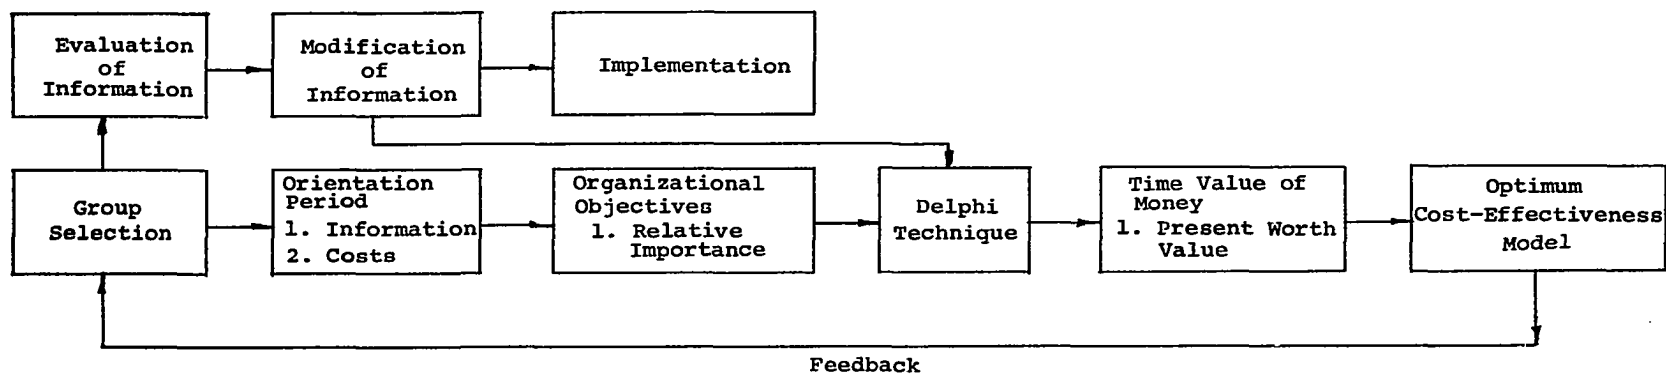 Evaluation
of
Information
Modification
of
Information
Implementation
Group
Selection
Orientation
Period
1. Information
2. Costs
Organizational
Objectives
1. Relative
Importance
Delphi
Technique
Time Value of
Money
1. Present Worth
Value
Optimum
Cost-Effectiveness
Model
Feedback